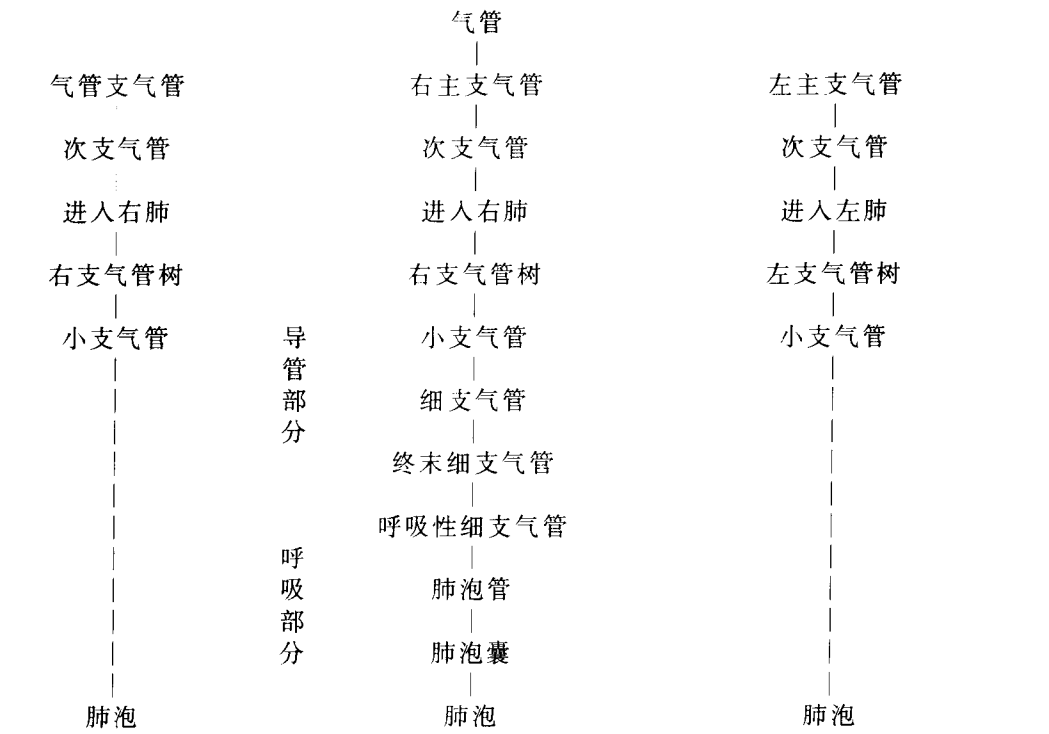 气管
气管支气管 右主支气管 左主支气管
次支气管 次支气管 次支气管
进入右肺 进入右肺 进入左肺
右支气管树 右支气管树 左支气管树
小支气管 小支气管 小支气管
导管部分
细支气管
终末细支气管
呼吸性细支气管
呼吸部分
肺泡管
肺泡囊
肺泡 肺泡 肺泡